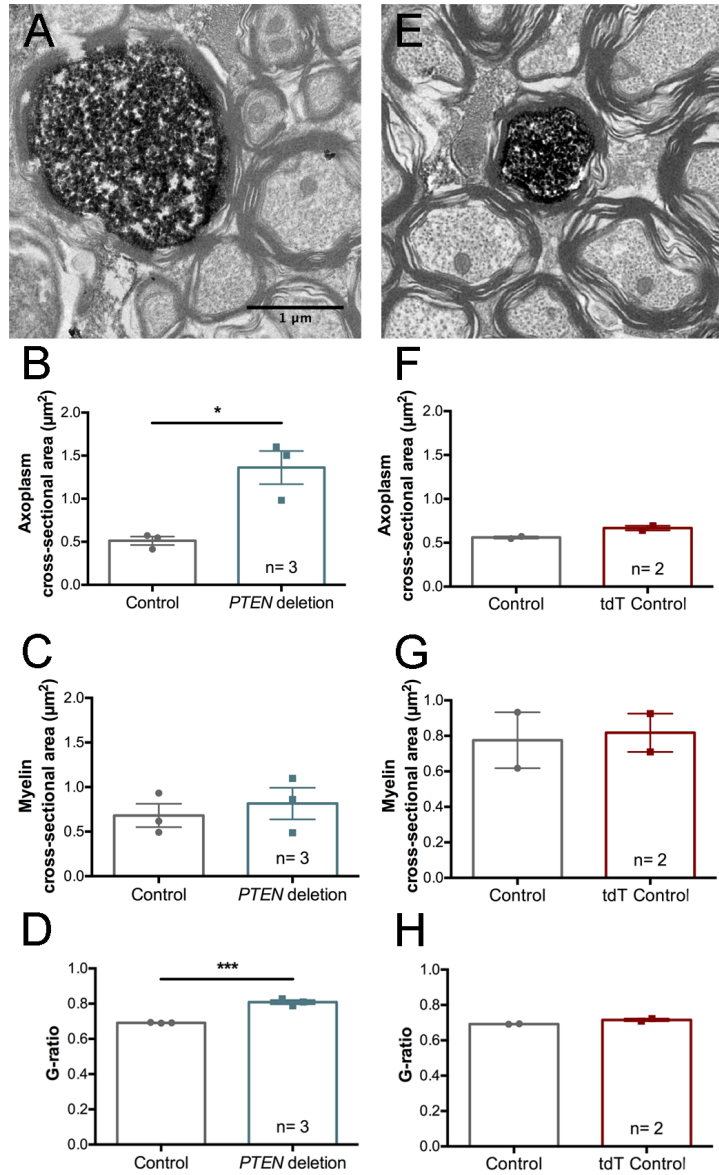 A
E
1 µm
B
Axoplasm
cross-sectional area (µm²)
2.0
1.5
1.0
0.5
0.0
*
n= 3
Control
PTEN deletion
F
Axoplasm
cross-sectional area (µm²)
2.0
1.5
1.0
0.5
0.0
n= 2
Control
tdT Control
C
Myelin
cross-sectional area (µm²)
2.0
1.5
1.0
0.5
0.0
n= 3
Control
PTEN deletion
G
Myelin
cross-sectional area (µm²)
1.0
0.8
0.6
0.4
0.2
0.0
n= 2
Control
tdT Control
D
G-ratio
1.0
0.8
0.6
0.4
0.2
0.0
***
n= 3
Control
PTEN deletion
H
G-ratio
1.0
0.8
0.6
0.4
0.2
0.0
n= 2
Control
tdT Control